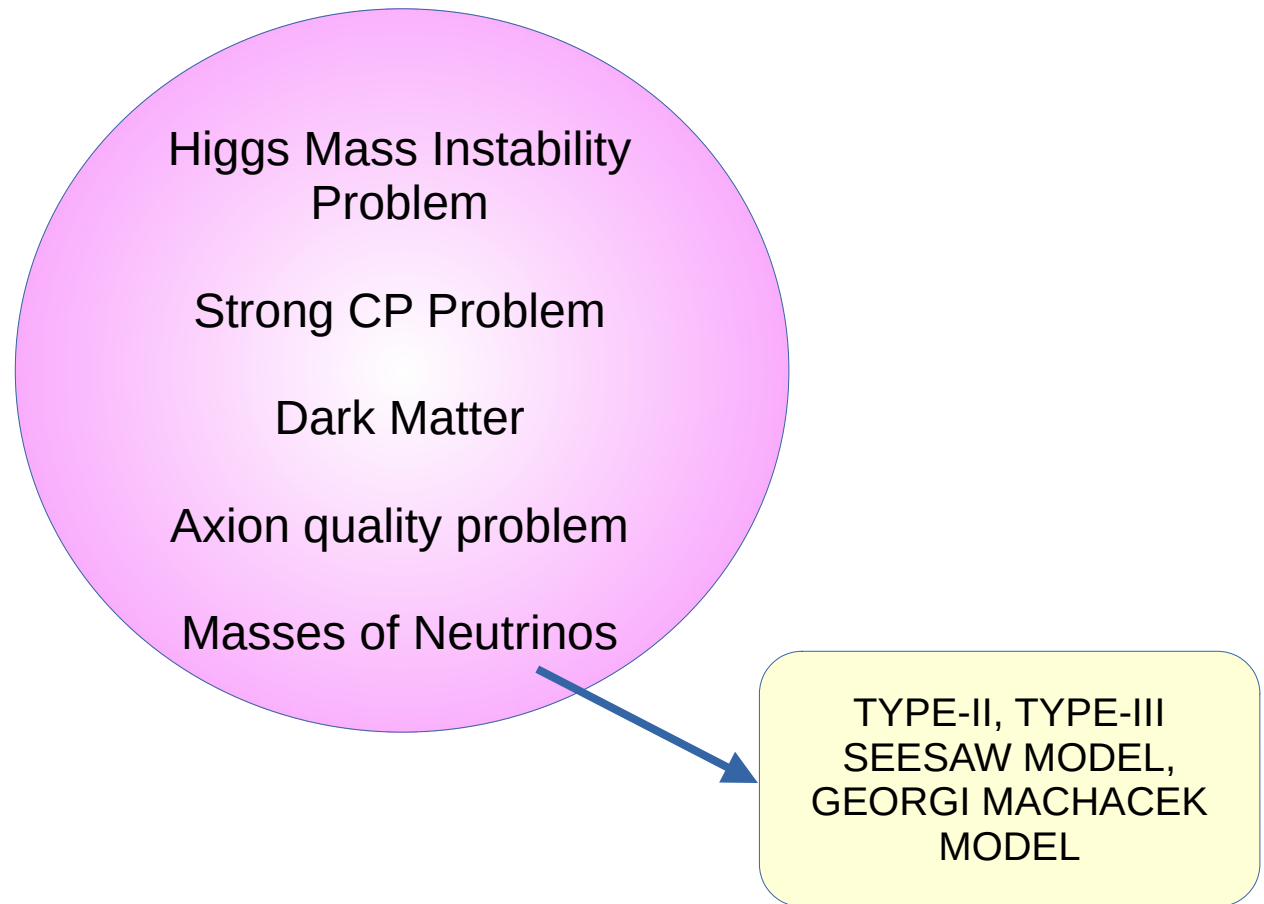 Higgs Mass Instability
Problem
Strong CP Problem
Dark Matter
Axion quality problem
Masses of Neutrinos
TYPE-II, TYPE-III
SEESAW MODEL,
GEORGI MACHACEK
MODEL